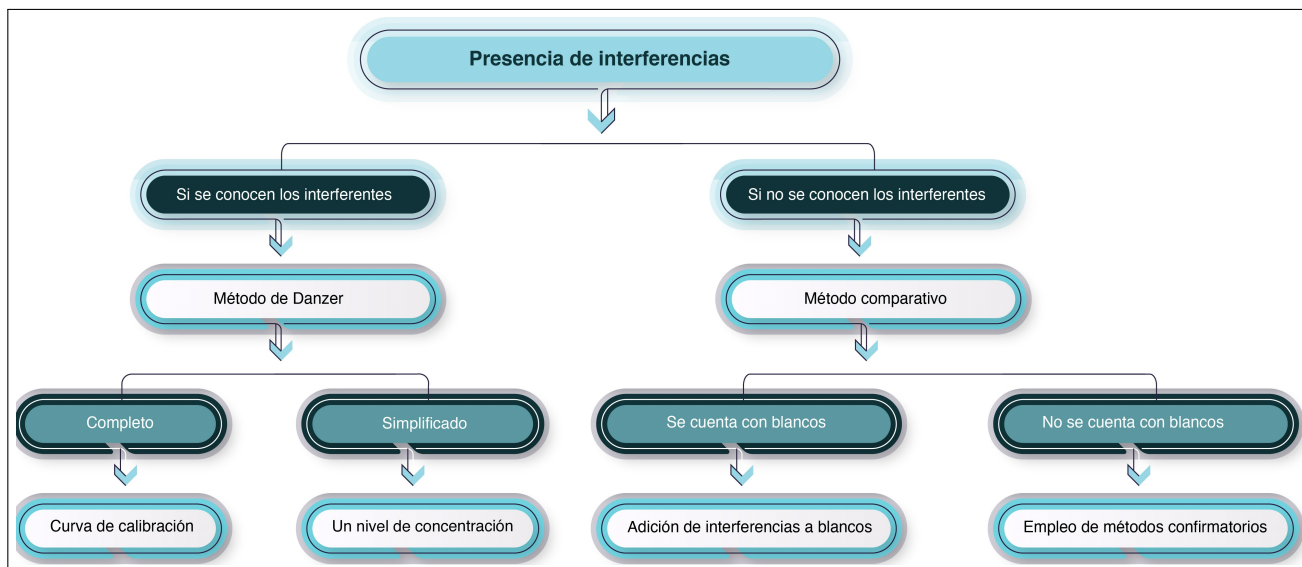 Presencia de interferencias
Si se conocen los interferentes
Si no se conocen los interferentes
Método de Danzer
Método comparativo
Completo
Simplificado
Se cuenta con blancos
No se cuenta con blancos
Curva de calibración
Un nivel de concentración
Adición de interferencias a blancos
Empleo de métodos confirmatorios